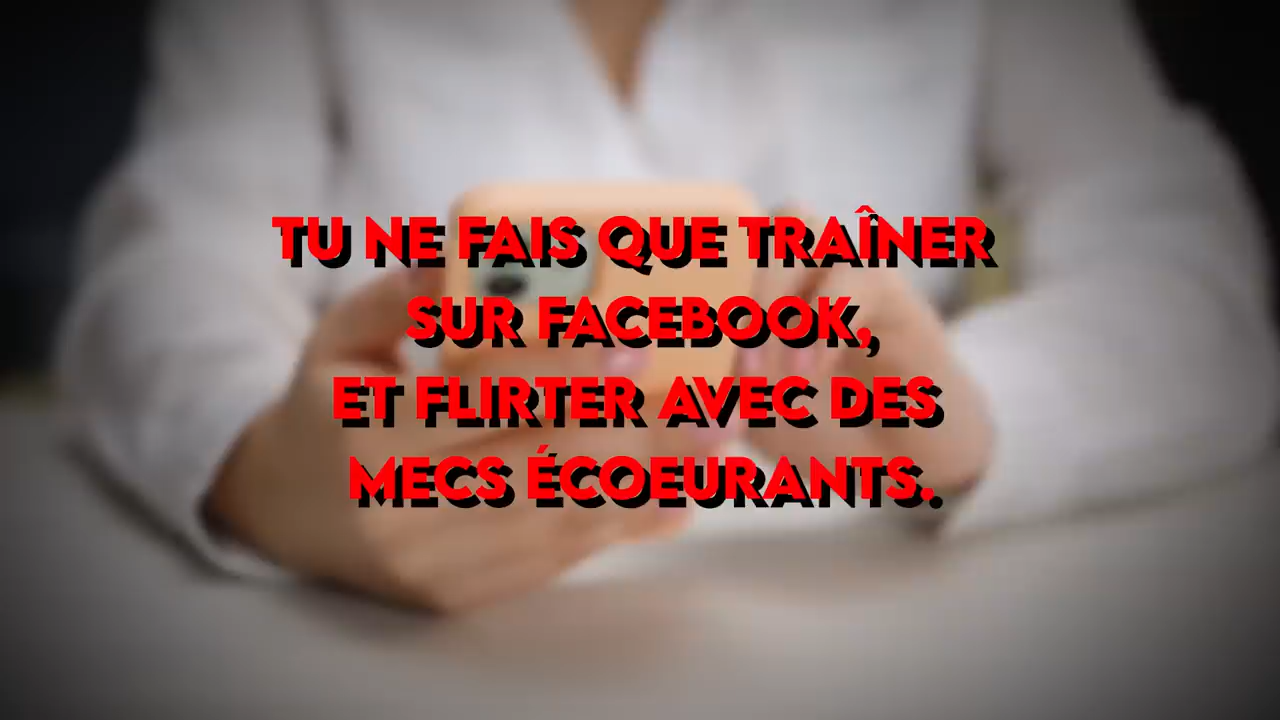 TU NE FAIS QUE TRAÎNER
SUR FACEBOOK,
ET FLIRTER AVEC DES
MECS ÉCOEURANTS.